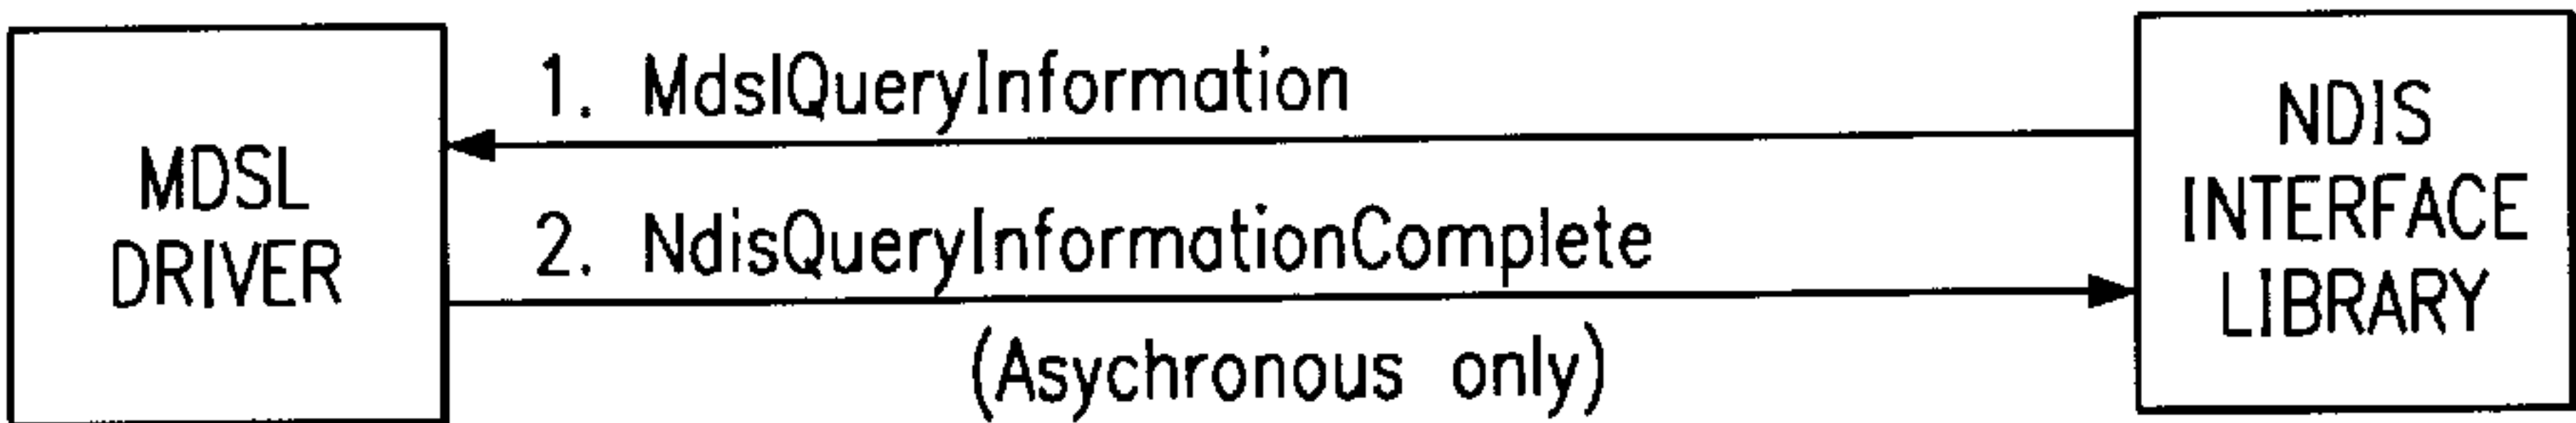 MDSL
DRIVER
1. MdslQueryInformation
2. NdisQueryInformationComplete
(Asychronous only)
NDIS
INTERFACE
LIBRARY